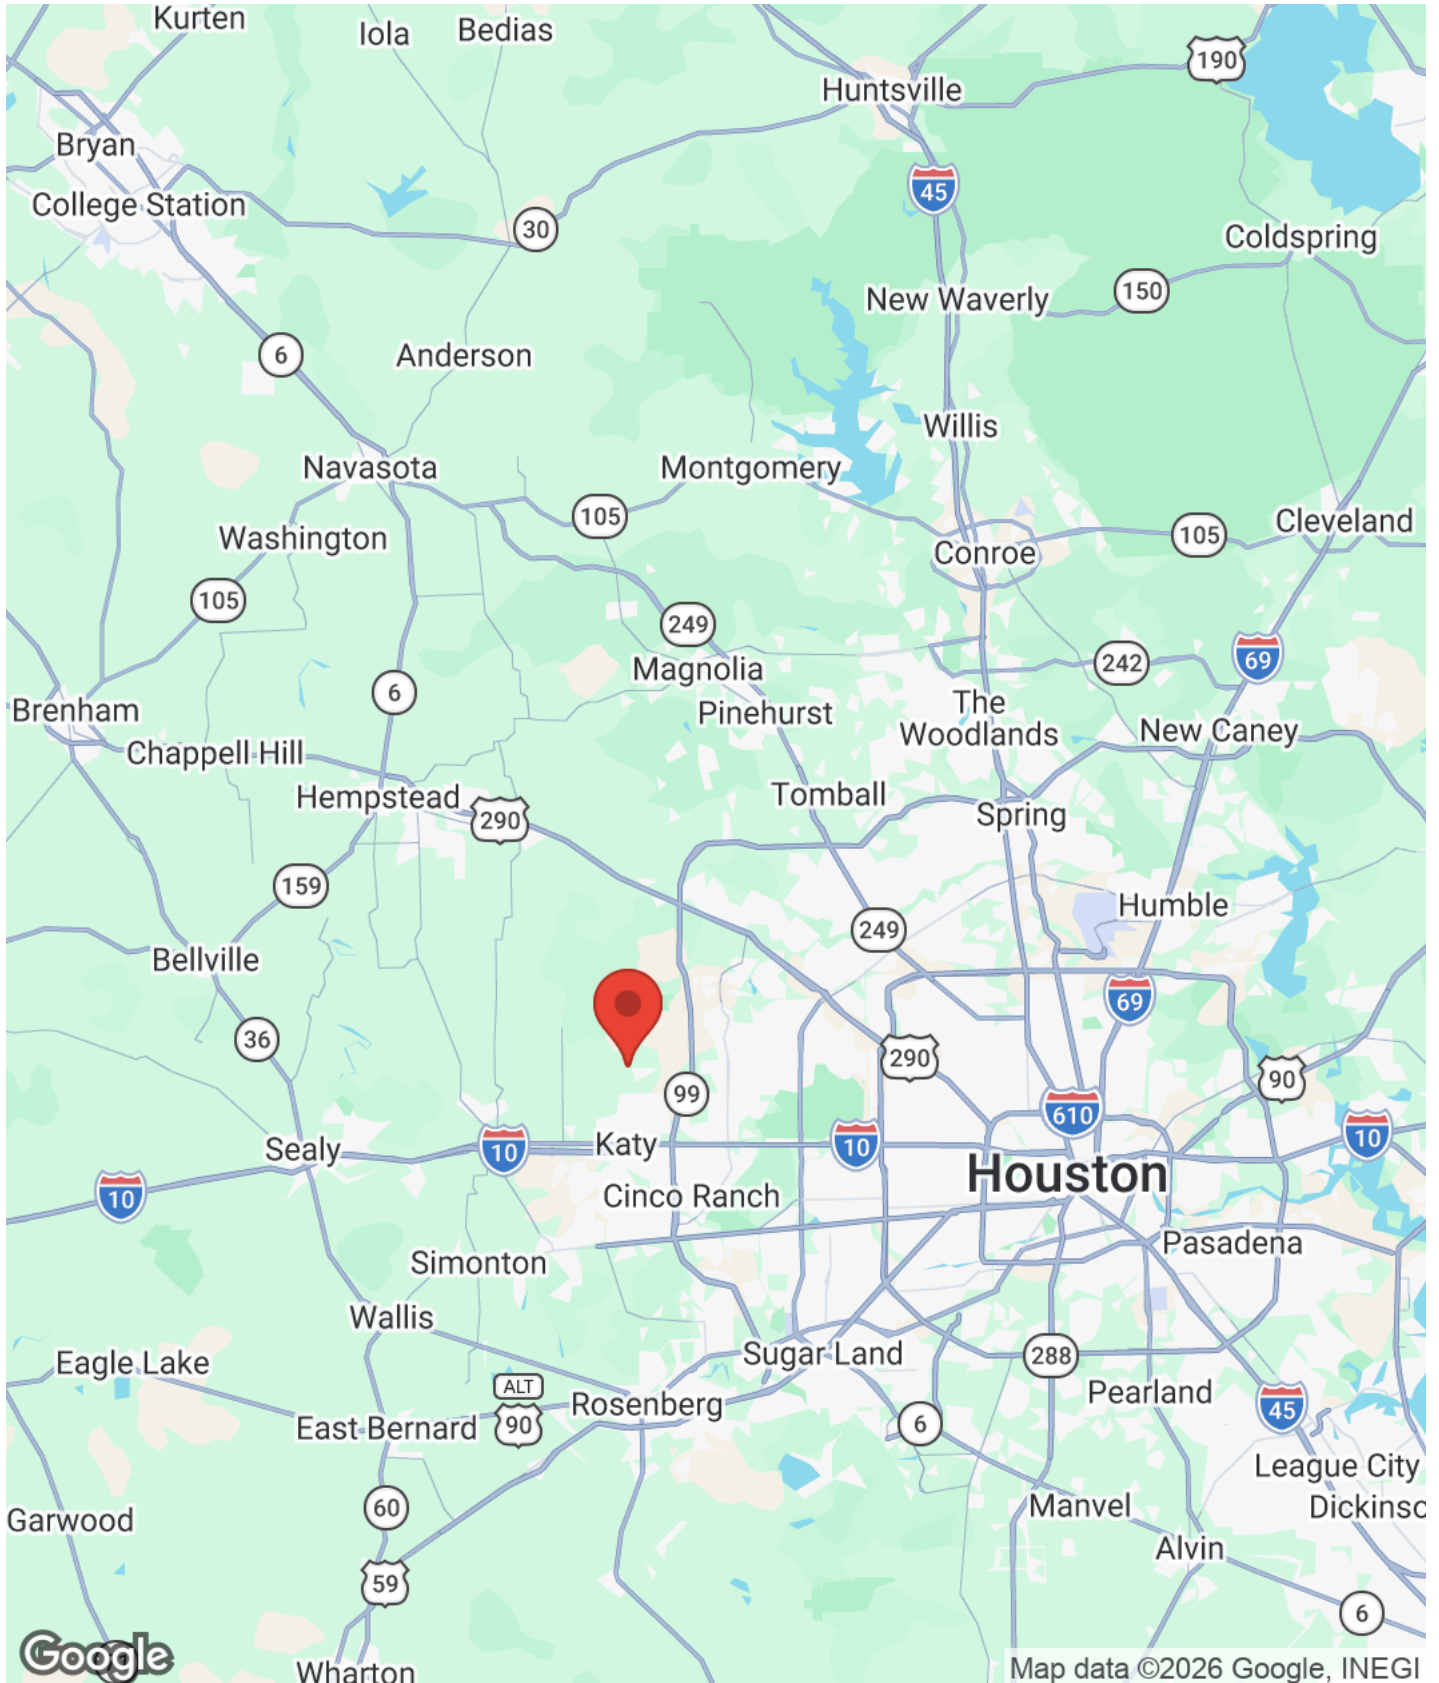 Kurten
Iola
Bedias
190
Huntsville
Bryan
45
College Station
30
Coldspring
150
New Waverly
6
Anderson
Willis
Navasota
Montgomery
105
Cleveland
105
Washington
Conroe
105
249
242
69
Magnolia
6
The
Woodlands
Brenham
Pinehurst
New Caney
Chappell Hill
Hempstead
Tomball
290
Spring
159
Humble
249
Bellville
69
36
290
90
99
610
10
Sealy
10
Katy
10
Houston
10
Cinco Ranch
Pasadena
Simonton
Wallis
Eagle Lake
Sugar Land
288
ALT
90
Rosenberg
Pearland
45
East Bernard
6
League City
60
Manvel
Dickinso
Garwood
Alvin
59
6
Google
Wharton
Map data ©2026 Google, INEGI